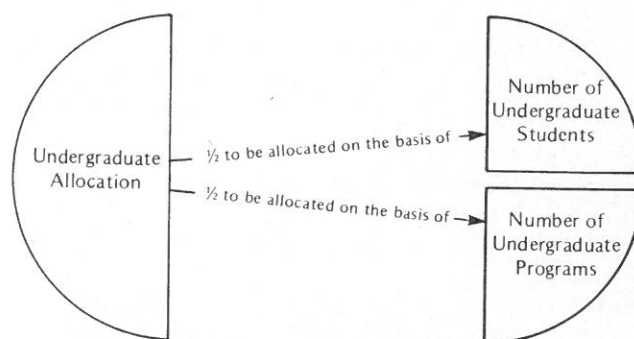 Undergraduate
Allocation
½ to be allocated on the basis of
½ to be allocated on the basis of
Number of
Undergraduate
Students
Number of
Undergraduate
Programs